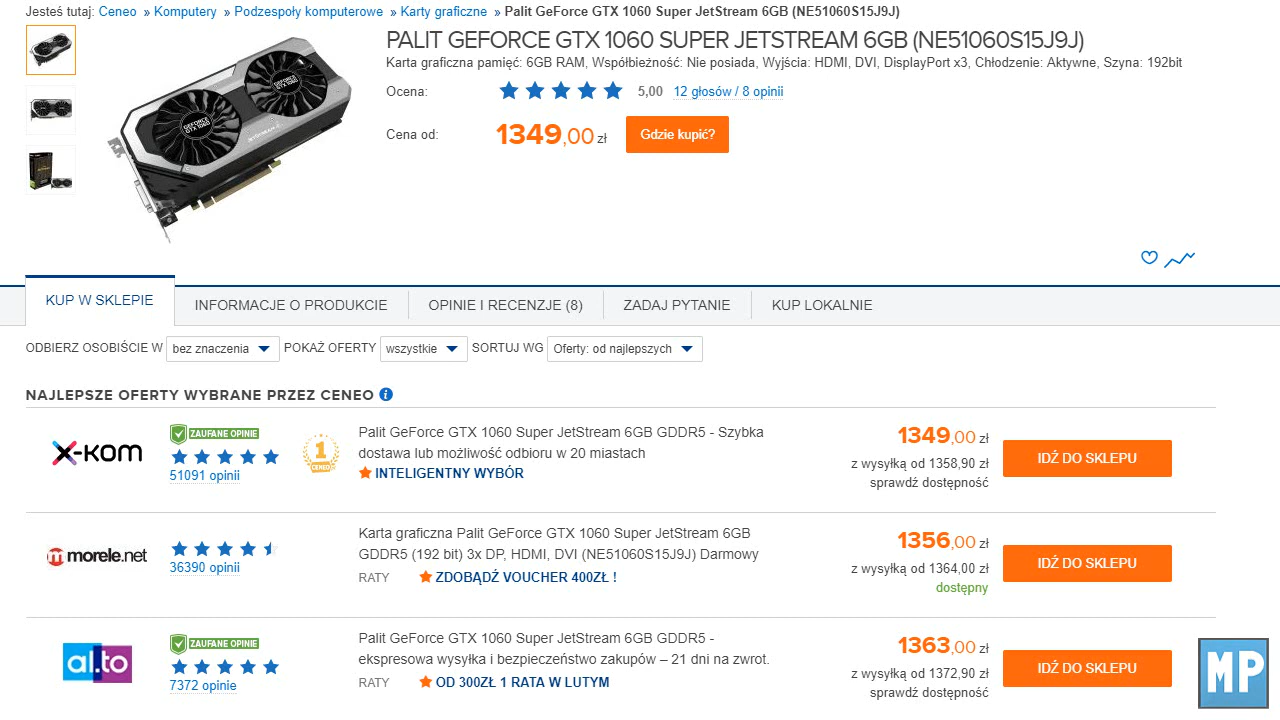 Jesteś tutaj: Ceneo » Komputery » Podzespoły komputerowe » Karty graficzne » Palit GeForce GTX 1060 Super JetStream 6GB (NE51060S15J9J)
PALIT GEFORCE GTX 1060 SUPER JETSTREAM 6GB (NE51060S15J9J)
Karta graficzna pamięć: 6GB RAM, Współbieżność: Nie posiada, Wyjścia: HDMI, DVI, DisplayPort x3, Chłodzenie: Aktywne, Szyna: 192bit
Ocena: 5,00 12 głosów / 8 opinii
Cena od: 1349,00 zł Gdzie kupić?
GEFORCE GTX 1060
GEFORCE GTX 1060
JETSTREAM
KUP W SKLEPIE INFORMACJE O PRODUKCIE OPINIE I RECENZJE (8) ZADAJ PYTANIE KUP LOKALNIE
ODBIERZ OSOBIŚCIE W bez znaczenia POKAŻ OFERTY wszystkie SORTUJ WG Oferty: od najlepszych
NAJLEPSZE OFERTY WYBRANE PRZEZ CENEO i
x-kom
ZAUFANE OPINIE
51091 opinii
1
CENEO
Palit GeForce GTX 1060 Super JetStream 6GB GDDR5 - Szybka
dostawa lub możliwość odbioru w 20 miastach
INTELIGENTNY WYBÓR
1349,00 zł
z wysyłką od 1358,90 zł
sprawdź dostępność
IDŹ DO SKLEPU
m morele.net
36390 opinii
Karta graficzna Palit GeForce GTX 1060 Super JetStream 6GB
GDDR5 (192 bit) 3x DP, HDMI, DVI (NE51060S15J9J) Darmowy
RATY ZDOBĄDŹ VOUCHER 400ZŁ !
1356,00 zł
z wysyłką od 1364,00 zł
dostępny
IDŹ DO SKLEPU
al.to
ZAUFANE OPINIE
7372 opinie
Palit GeForce GTX 1060 Super JetStream 6GB GDDR5 -
ekspresowa wysyłka i bezpieczeństwo zakupów – 21 dni na zwrot.
RATY OD 300ZŁ 1 RATA W LUTYM
1363,00 zł
z wysyłką od 1372,90 zł
sprawdź dostępność
IDŹ DO SKLEPU
MP